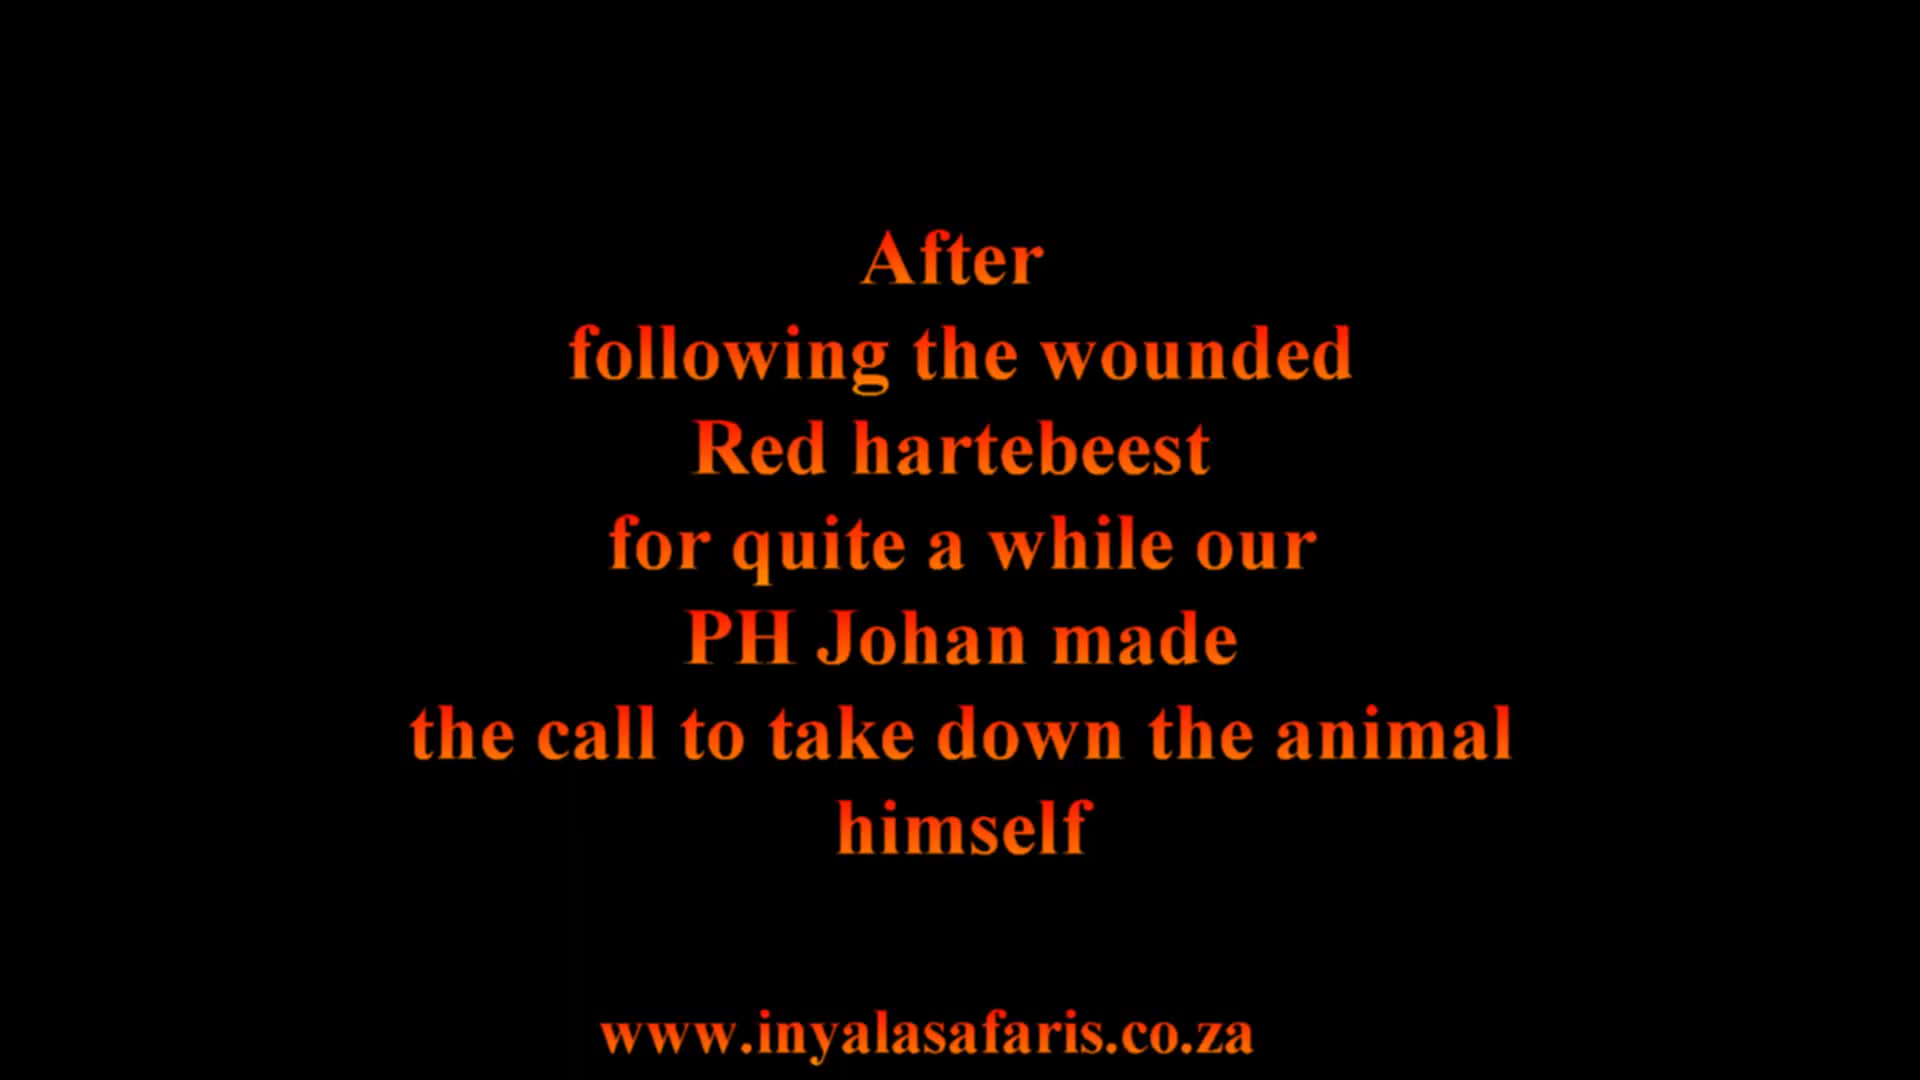 After
following the wounded
Red hartebeest
for quite a while our
PH Johan made
the call to take down the animal
himself
www.inyalasafaris.co.za